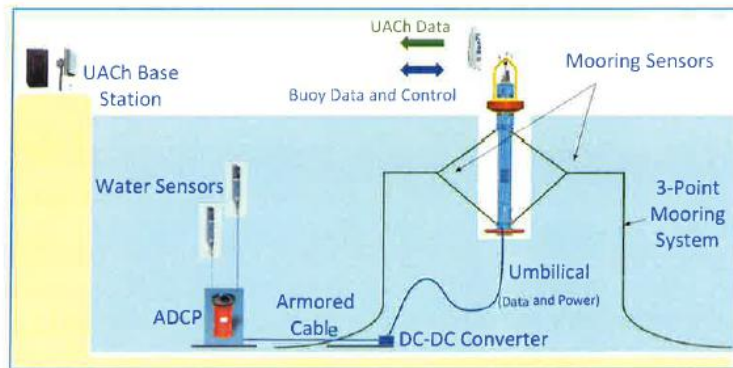 UACh Data
UACh Base
Station
Buoy Data and Control
Mooring Sensors
Water Sensors
3-Point
Mooring
System
Umbilical
(Data and Power)
ADCP
Armored
Cable
DC-DC Converter